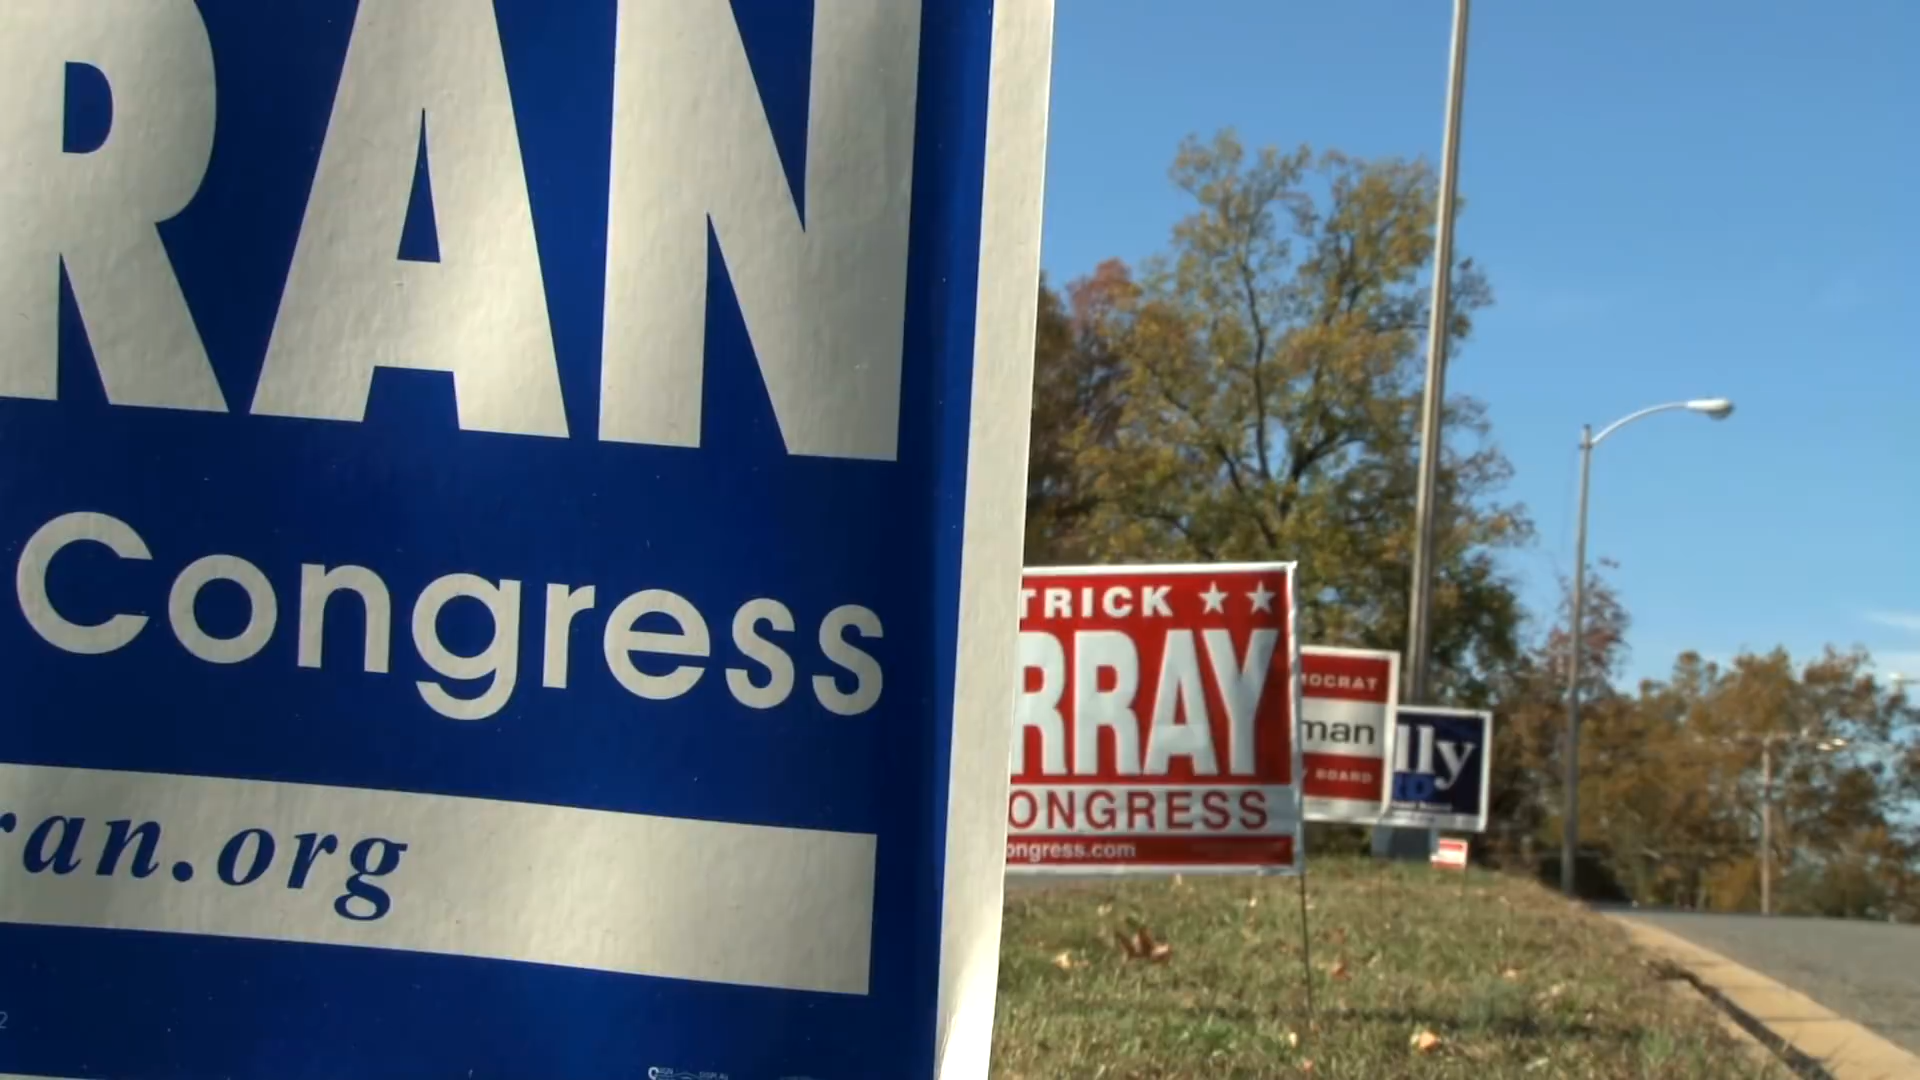 RAN
Congress
ran.org
TRICK
RRAY
ONGRESS
ongress.com
MOCRAT
man
Y BOARD
lly